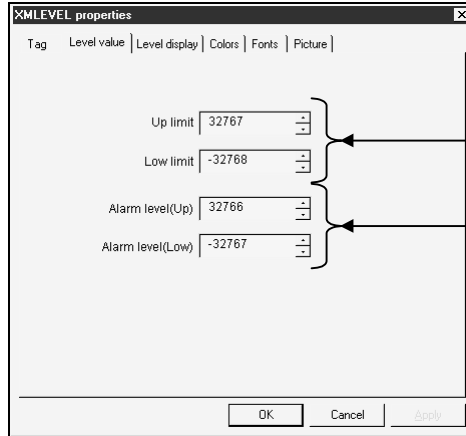 XMLEVEL properties
Tag Level value Level display Colors Fonts Picture
Up limit 32767
Low limit -32768
Alarm level(Up) 32766
Alarm level(Low) -32767
OK Cancel Apply